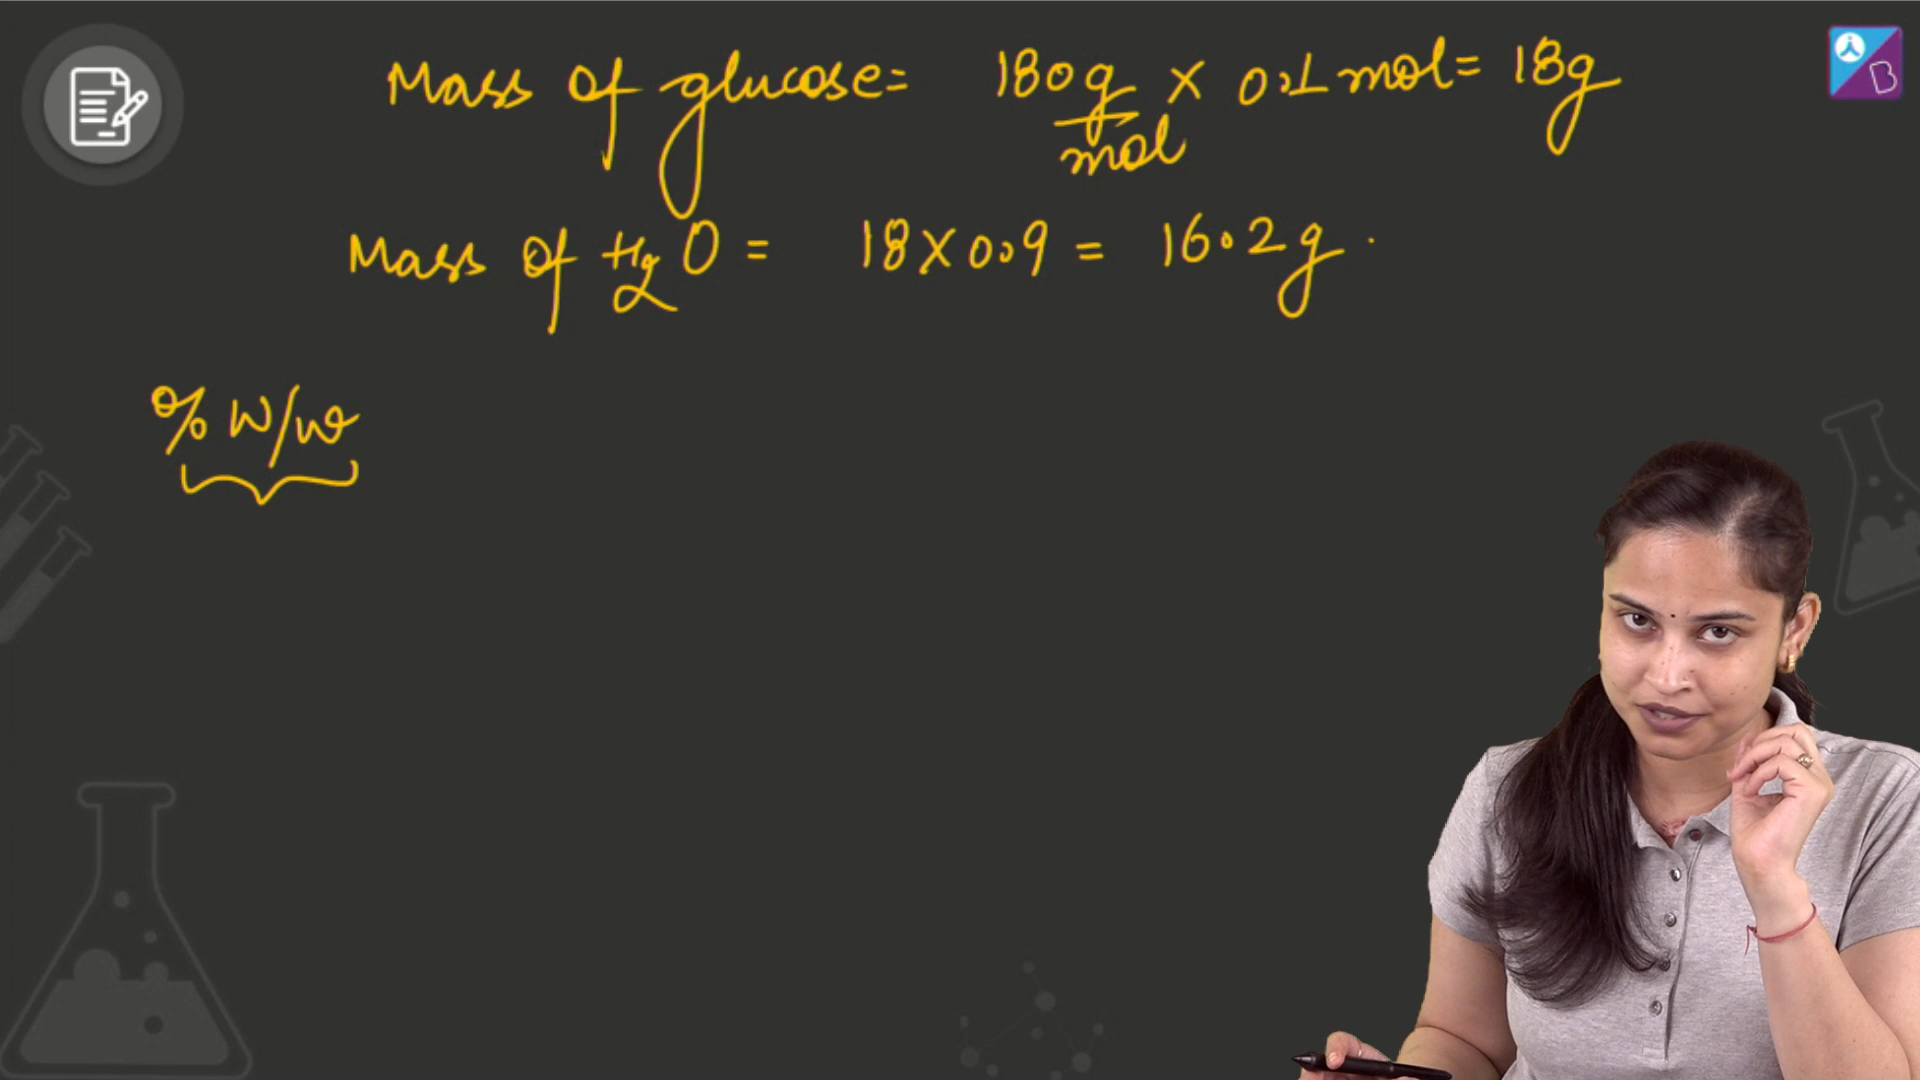 Mass of glucose = 180g/mol × 0.1 mol = 18g
Mass of H2O = 18 × 0.9 = 16.2g.
% w/w
B